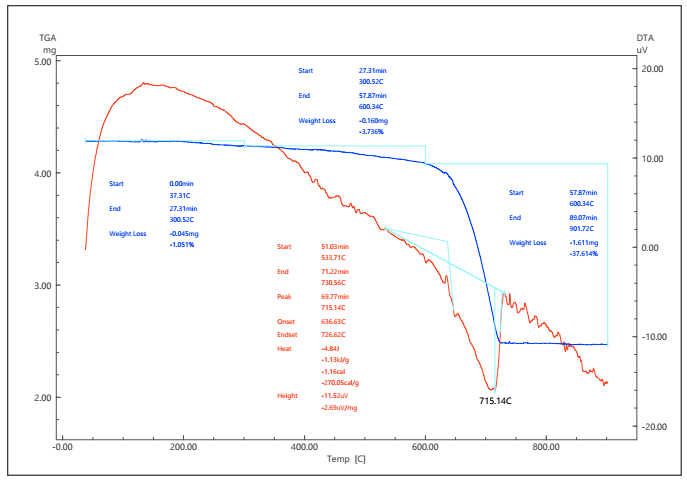 TGA
mg
DTA
uV
5.00
4.00
3.00
2.00
20.00
10.00
0.00
-10.00
-20.00
Start 27.31min
300.52C
End 57.87min
600.34C
Weight Loss -0.160mg
-3.736%
Start 0.00min
37.31C
End 27.31min
300.52C
Weight Loss -0.045mg
-1.051%
Start 57.87min
600.34C
End 89.07min
901.72C
Weight Loss -1.611mg
-37.614%
Start 51.03min
533.71C
End 71.22min
730.56C
Peak 69.77min
715.14C
Onset 636.63C
Endset 726.62C
Heat -4.84J
-1.13kJ/g
-1.16cal
-270.05cal/g
Height -11.52uV
-2.69uV/mg
715.14C
-0.00 200.00 400.00 600.00 800.00
Temp [C]